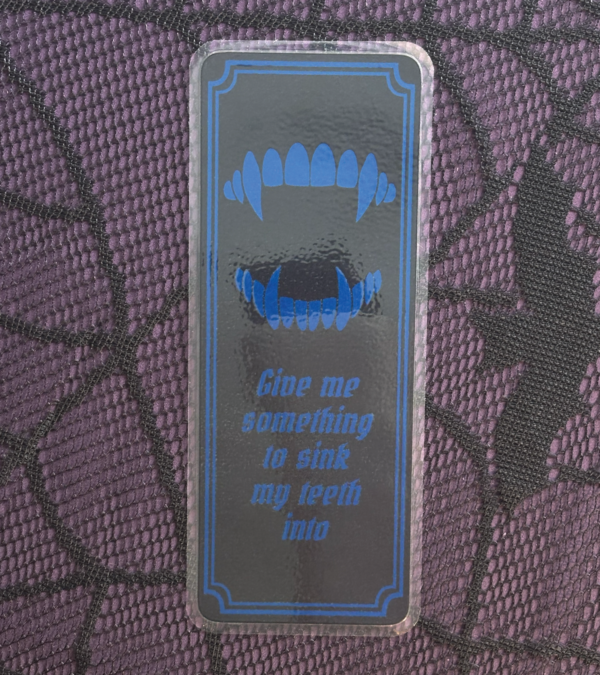 Give me
something
to sink
my teeth
into